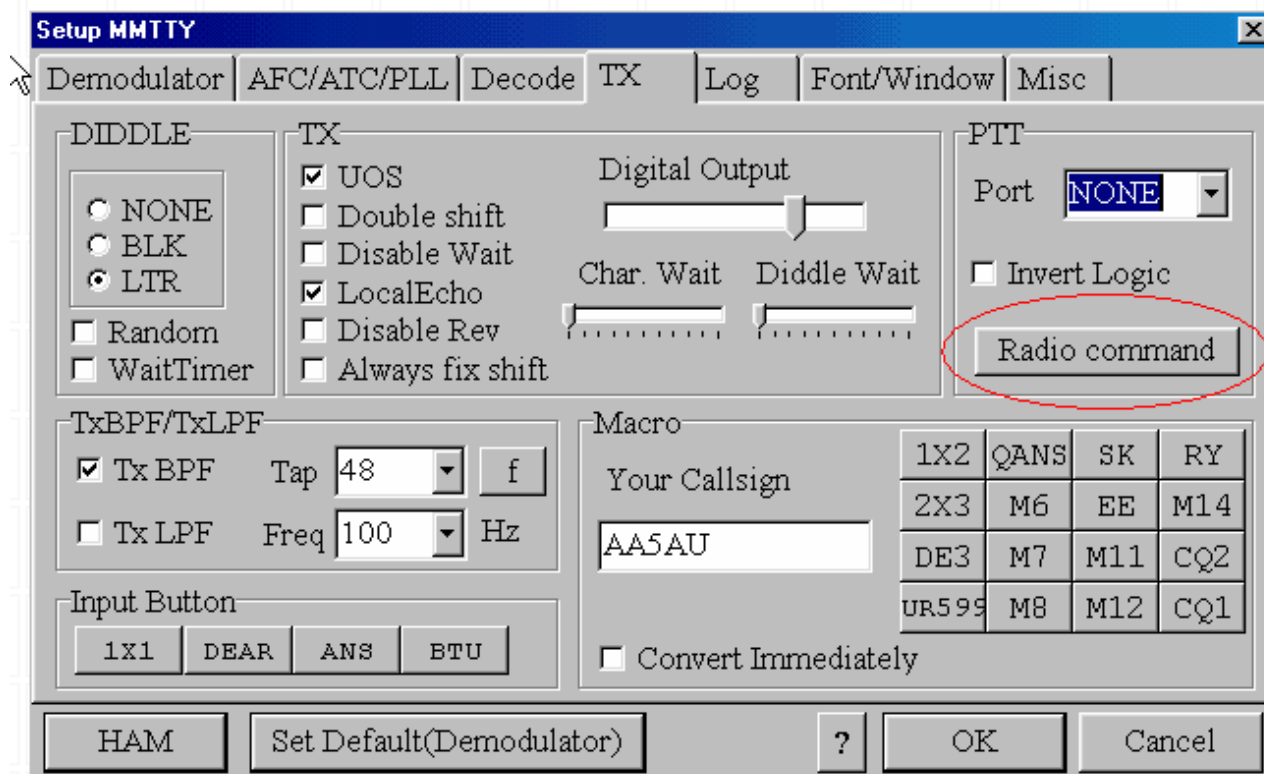 Setup MMTTY
Demodulator AFC/ATC/PLL Decode TX Log Font/Window Misc
DIDDLE
NONE
BLK
LTR
Random
WaitTimer
TX
UOS
Double shift
Disable Wait
LocalEcho
Disable Rev
Always fix shift
Digital Output
Char. Wait Diddle Wait
PTT
Port NONE
Invert Logic
Radio command
TxBPF/TxLPF
Tx BPF Tap 48 f
Tx LPF Freq 100 Hz
Input Button
1X1 DEAR ANS BTU
Macro
Your Callsign
AA5AU
Convert Immediately
1X2 QANS SK RY
2X3 M6 EE M14
DE3 M7 M11 CQ2
UR599 M8 M12 CQ1
HAM Set Default(Demodulator) ? OK Cancel